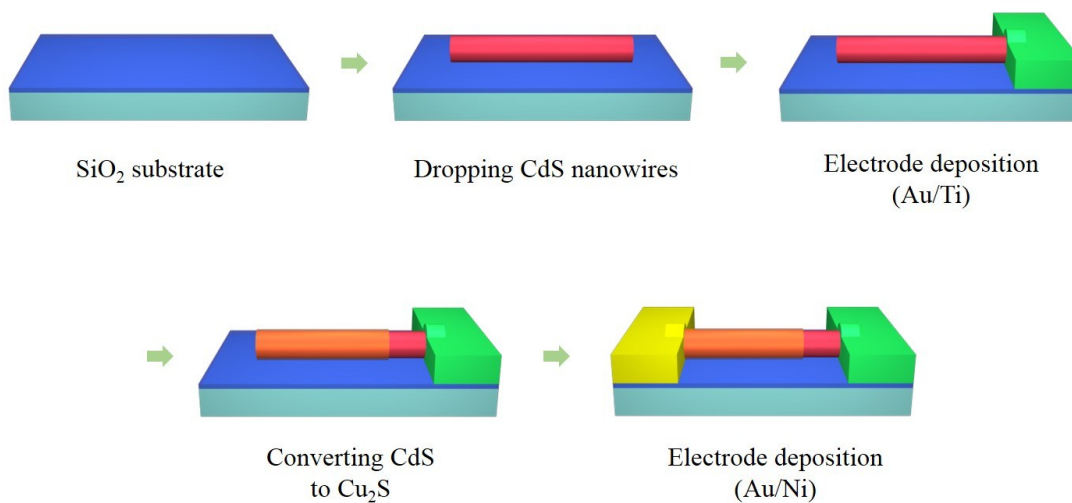 SiO₂ substrate
Dropping CdS nanowires
Electrode deposition
(Au/Ti)
Converting CdS
to Cu₂S
Electrode deposition
(Au/Ni)